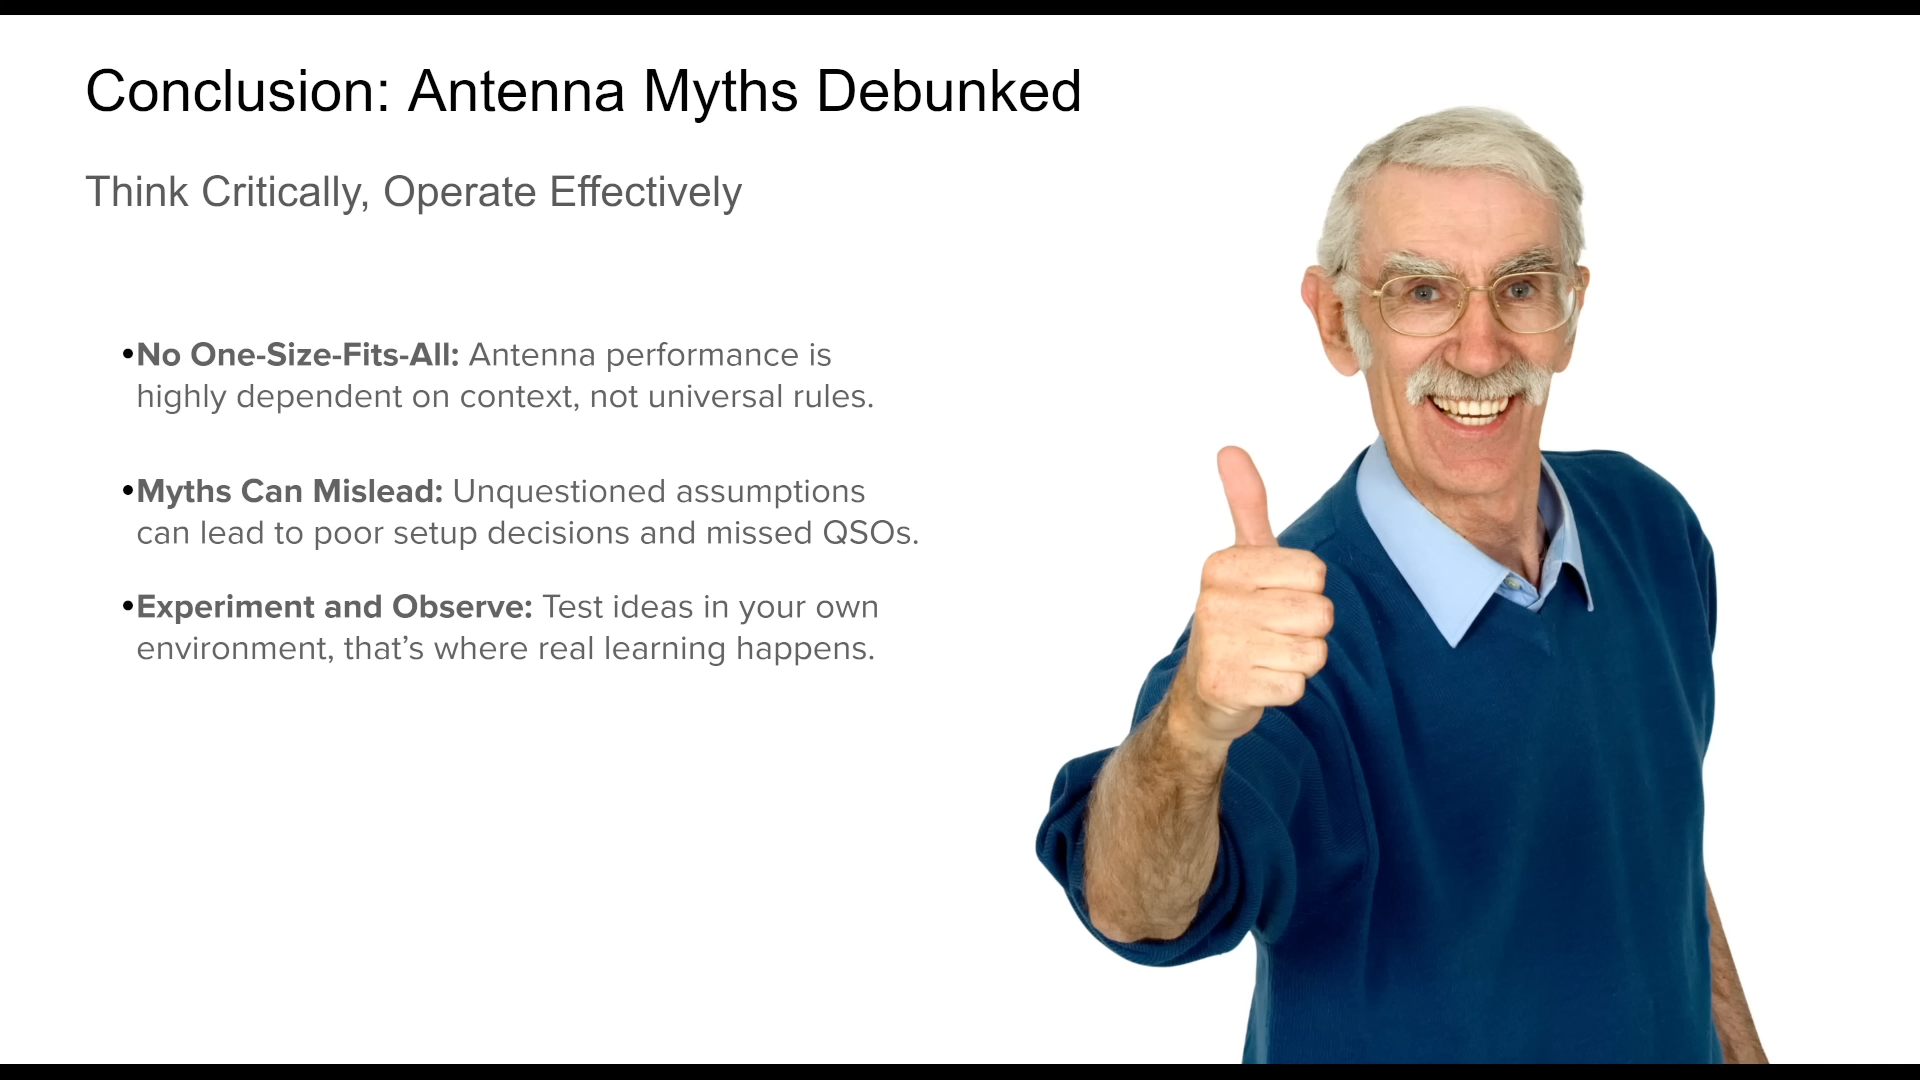 Conclusion: Antenna Myths Debunked
Think Critically, Operate Effectively
•No One-Size-Fits-All: Antenna performance is
highly dependent on context, not universal rules.
•Myths Can Mislead: Unquestioned assumptions
can lead to poor setup decisions and missed QSOs.
•Experiment and Observe: Test ideas in your own
environment, that’s where real learning happens.